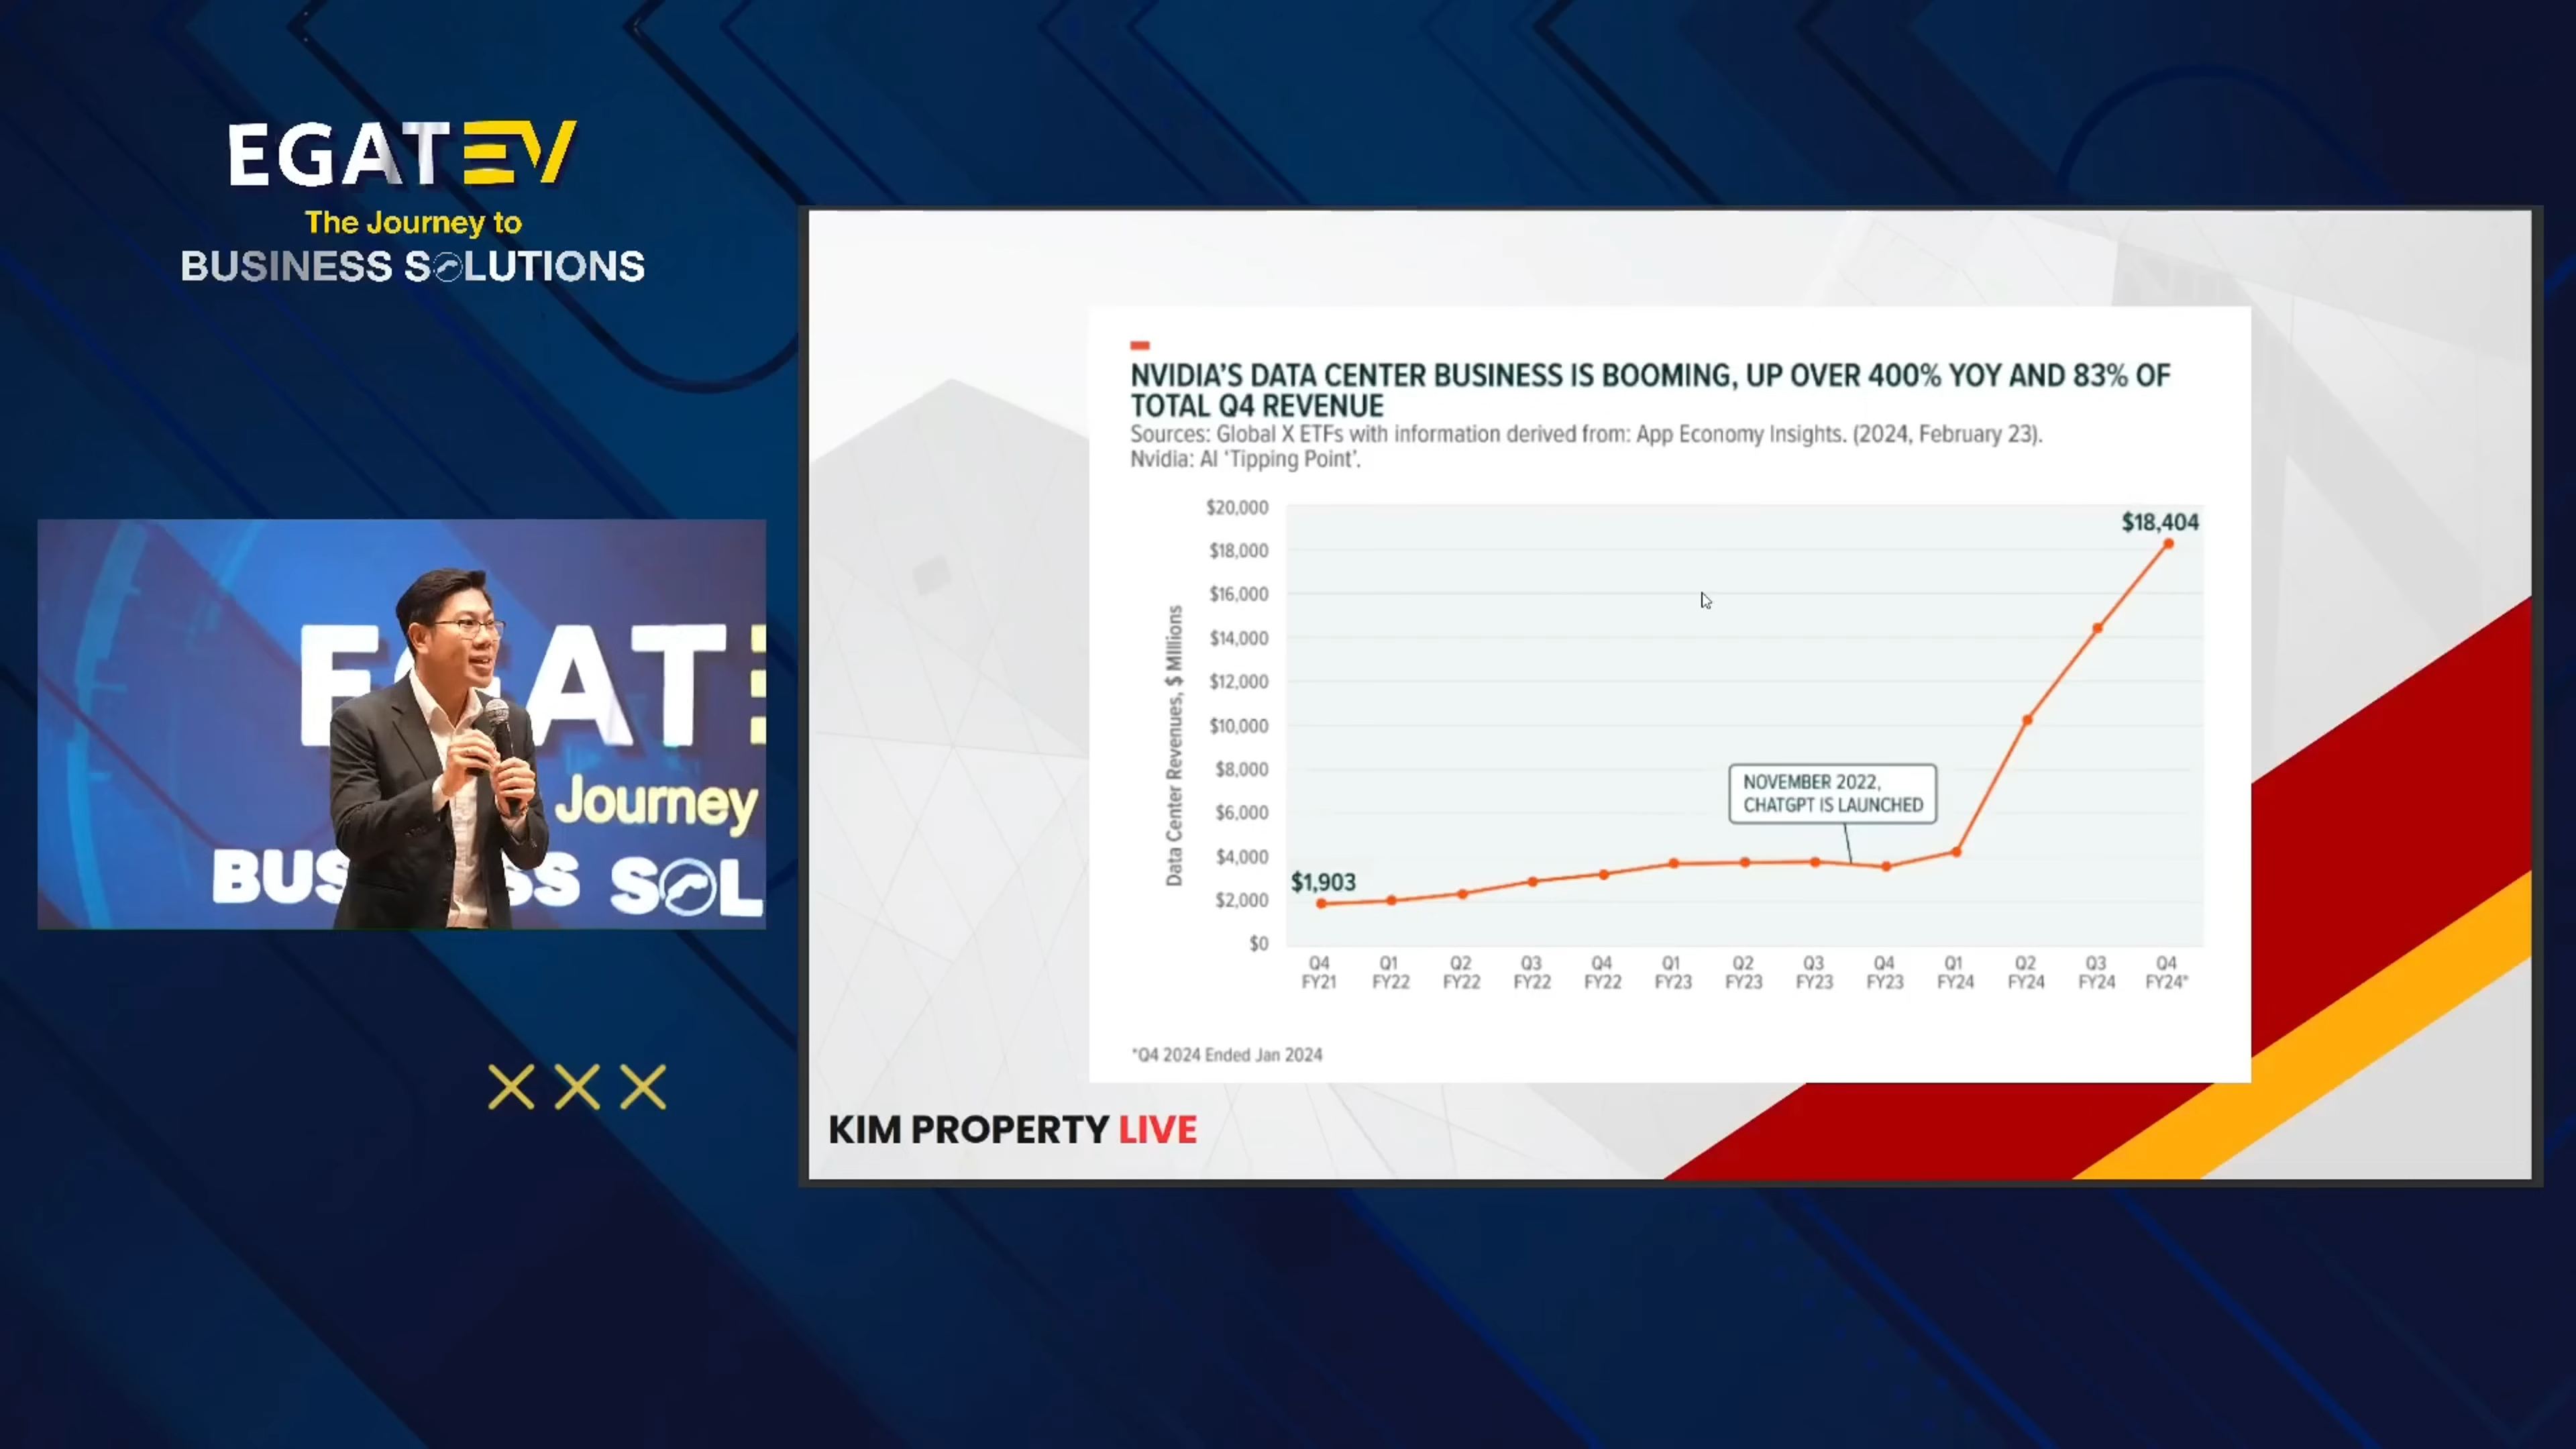 EGAT EV
The Journey to
BUSINESS SOLUTIONS
EGAT
Journey
BUS SS SOL
NVIDIA'S DATA CENTER BUSINESS IS BOOMING, UP OVER 400% YOY AND 83% OF
TOTAL Q4 REVENUE
Sources: Global X ETFs with information derived from: App Economy Insights. (2024, February 23).
Nvidia: AI 'Tipping Point'.
Data Center Revenues, $ Millions
$20,000
$18,000
$16,000
$14,000
$12,000
$10,000
$8,000
$6,000
$4,000
$2,000
$0
$18,404
NOVEMBER 2022,
CHATGPT IS LAUNCHED
$1,903
Q4 Q1 Q2 Q3 Q4 Q1 Q2 Q3 Q4 Q1 Q2 Q3 Q4
FY21 FY22 FY22 FY22 FY22 FY23 FY23 FY23 FY23 FY24 FY24 FY24 FY24*
*Q4 2024 Ended Jan 2024
KIM PROPERTY LIVE